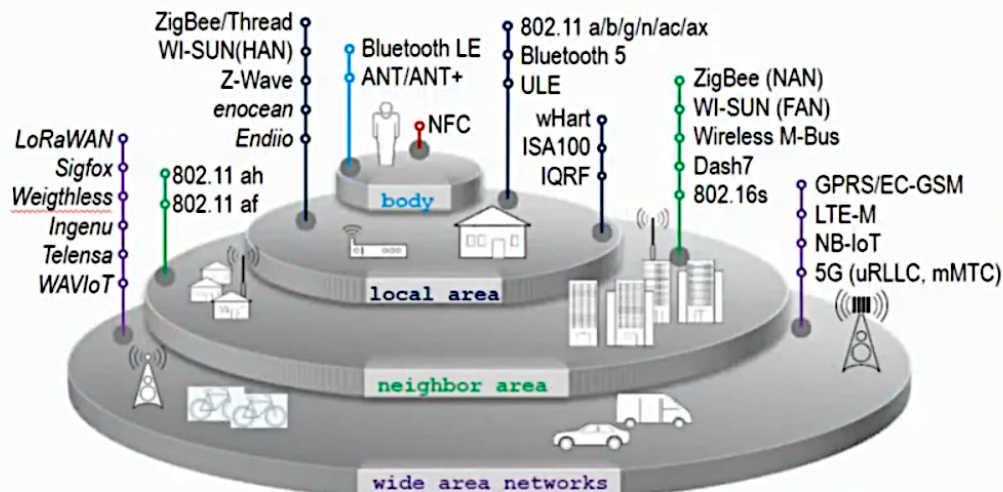 ZigBee/Thread
WI-SUN(HAN)
Z-Wave
enocean
Endiio
Bluetooth LE
ANT/ANT+
NFC
802.11 a/b/g/n/ac/ax
Bluetooth 5
ULE
wHart
ISA100
IQRF
ZigBee (NAN)
WI-SUN (FAN)
Wireless M-Bus
Dash7
802.16s
LoRaWAN
Sigfox
Weigthless
Ingenu
Telensa
WAVIoT
802.11 ah
802.11 af
GPRS/EC-GSM
LTE-M
NB-IoT
5G (uRLLC, mMTC)
body
local area
neighbor area
wide area networks